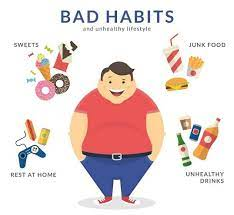 BAD HABITS
and unhealthy lifestyle
SWEETS
JUNK FOOD
REST AT HOME
UNHEALTHY
DRINKS